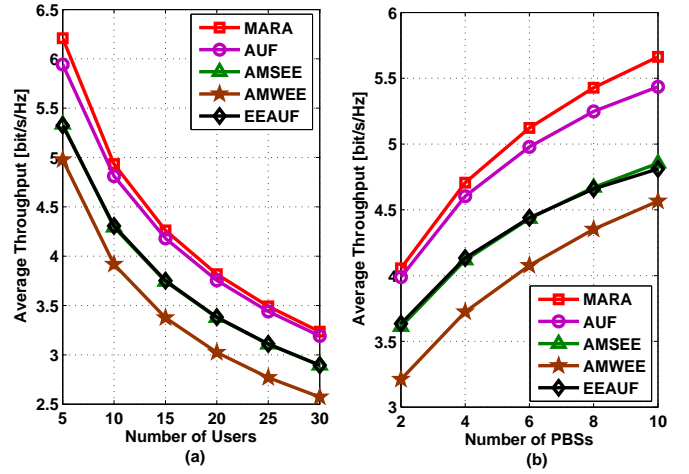 6.5
6
5.5
5
4.5
4
3.5
3
2.5
Average Throughput [bit/s/Hz]
5 10 15 20 25 30
Number of Users
(a)
MARA
AUF
AMSEE
AMWEE
EEAUF
6
5.5
5
4.5
4
3.5
3
Average Throughput [bit/s/Hz]
2 4 6 8 10
Number of PBSs
(b)
MARA
AUF
AMSEE
AMWEE
EEAUF